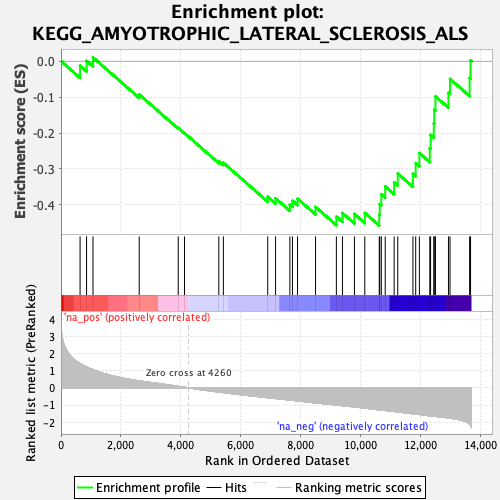 Enrichment plot:
KEGG_AMYOTROPHIC_LATERAL_SCLEROSIS_ALS
Enrichment score (ES)
0.0
-0.1
-0.2
-0.3
-0.4
'na_pos' (positively correlated)
Ranked list metric (PreRanked)
4
3
2
1
0
-1
-2
Zero cross at 4260
'na_neg' (negatively correlated)
0
2,000
4,000
6,000
8,000
10,000
12,000
14,000
Rank in Ordered Dataset
Enrichment profile
Hits
Ranking metric scores